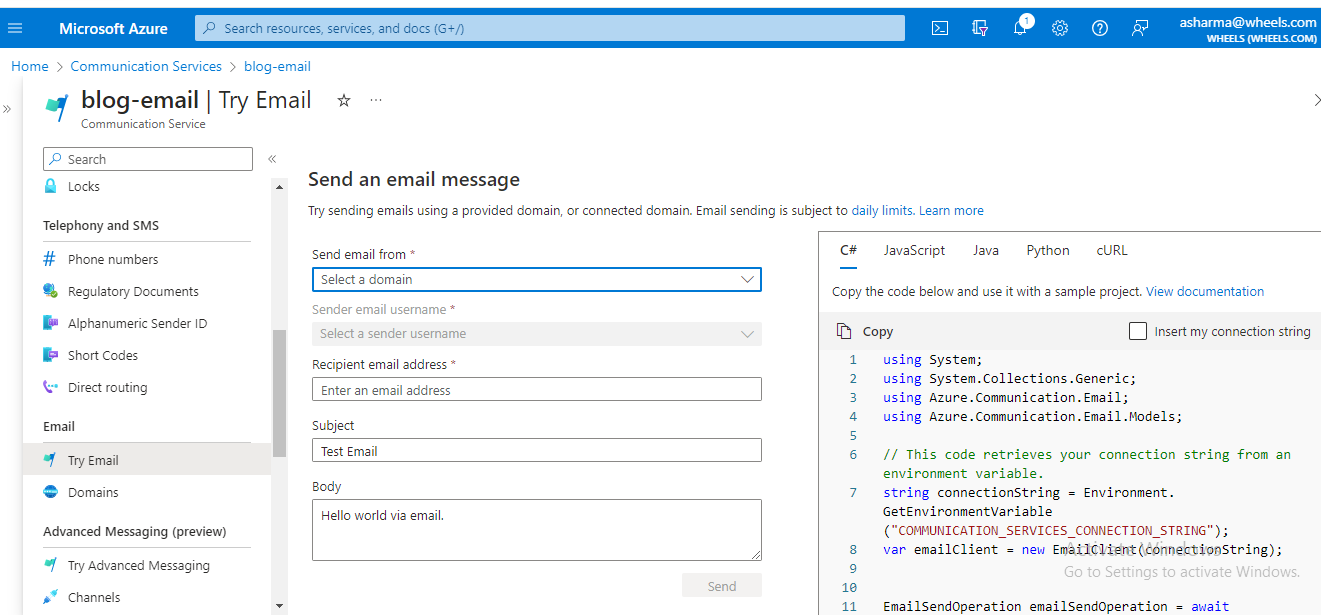 Microsoft Azure
Search resources, services, and docs (G+/)
1
asharma@wheels.com
WHEELS (WHEELS.COM)
Home > Communication Services > blog-email
blog-email | Try Email
Communication Service
Search
Locks
Telephony and SMS
Phone numbers
Regulatory Documents
Alphanumeric Sender ID
Short Codes
Direct routing
Email
Try Email
Domains
Advanced Messaging (preview)
Try Advanced Messaging
Channels
Send an email message
Try sending emails using a provided domain, or connected domain. Email sending is subject to daily limits. Learn more
Send email from *
Select a domain
Sender email username *
Select a sender username
Recipient email address *
Enter an email address
Subject
Test Email
Body
Hello world via email.
Send
C# JavaScript Java Python cURL
Copy the code below and use it with a sample project. View documentation
Copy
Insert my connection string
1 using System;
2 using System.Collections.Generic;
3 using Azure.Communication.Email;
4 using Azure.Communication.Email.Models;
5
6 // This code retrieves your connection string from an
environment variable.
7 string connectionString = Environment.
GetEnvironmentVariable
("COMMUNICATION_SERVICES_CONNECTION_STRING");
8 var emailClient = new EmailClient(connectionString);
9
10
11 EmailSendOperation emailSendOperation = await
Activate Windows
Go to Settings to activate Windows.